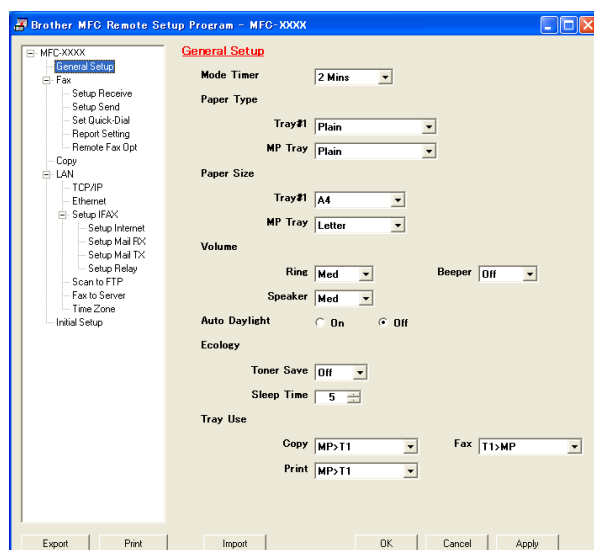 Brother MFC Remote Setup Program - MFC-XXXX
MFC-XXXX
General Setup
Fax
Setup Receive
Setup Send
Set Quick-Dial
Report Setting
Remote Fax Opt
Copy
LAN
TCP/IP
Ethernet
Setup IFAX
Setup Internet
Setup Mail RX
Setup Mail TX
Setup Relay
Scan to FTP
Fax to Server
Time Zone
Initial Setup
General Setup
Mode Timer 2 Mins
Paper Type
Tray#1 Plain
MP Tray Plain
Paper Size
Tray#1 A4
MP Tray Letter
Volume
Ring Med Beeper Off
Speaker Med
Auto Daylight On Off
Ecology
Toner Save Off
Sleep Time 5
Tray Use
Copy MP>T1 Fax T1>MP
Print MP>T1
Export Print Import OK Cancel Apply